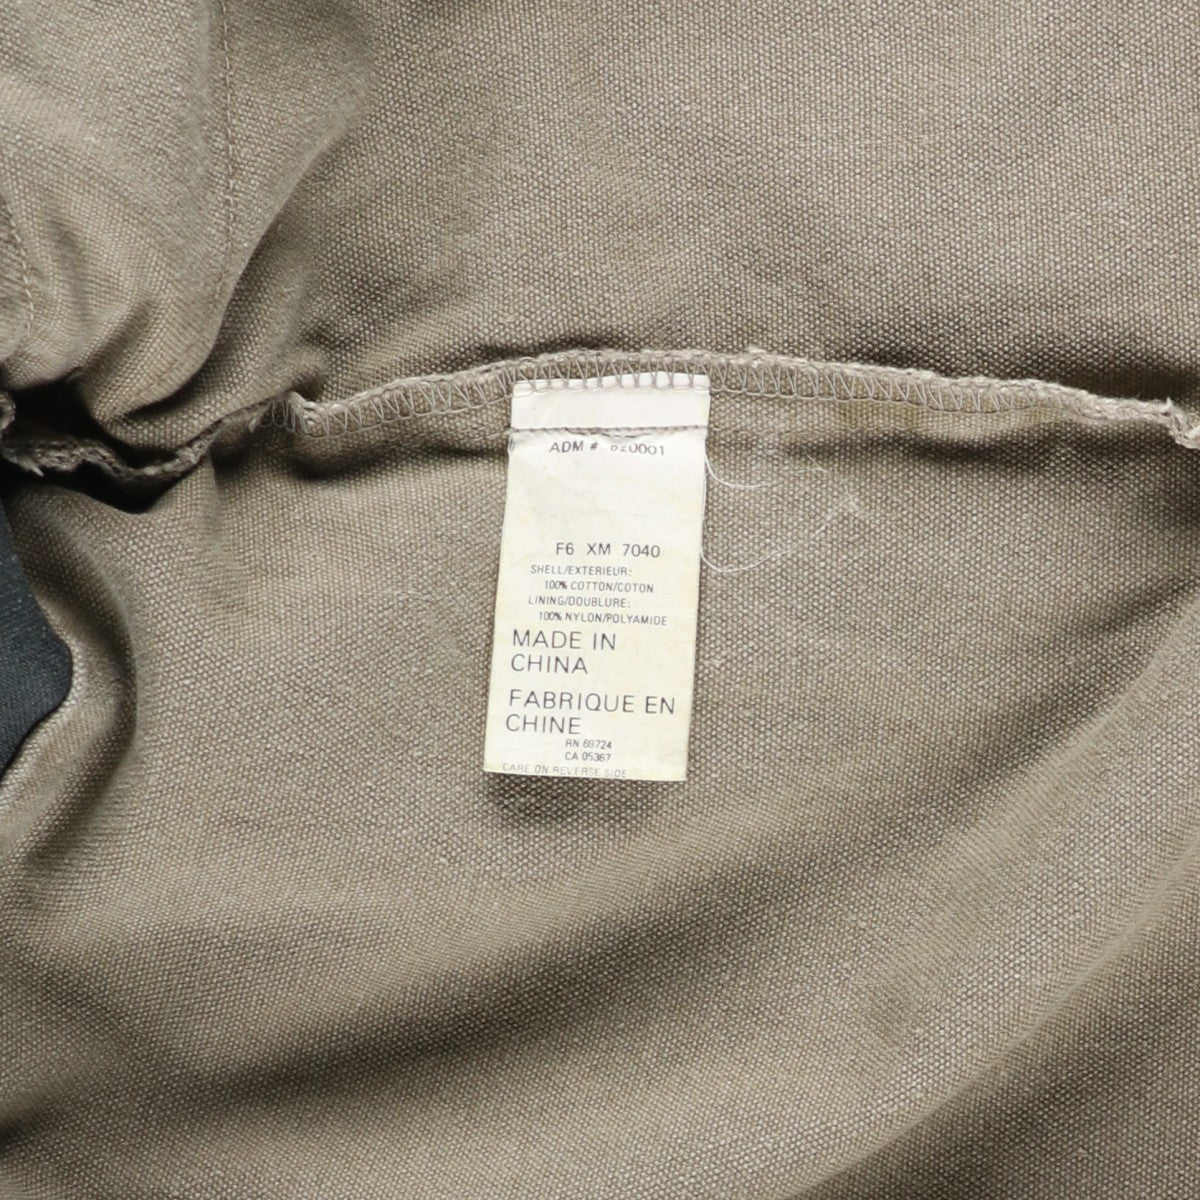 ADM # 820001
F6 XM 7040
SHELL/EXTERIEUR:
100% COTTON/COTON
LINING/DOUBLURE:
100% NYLON/POLYAMIDE
MADE IN
CHINA
FABRIQUE EN
CHINE
RN 69724
CA 05367
CARE ON REVERSE SIDE